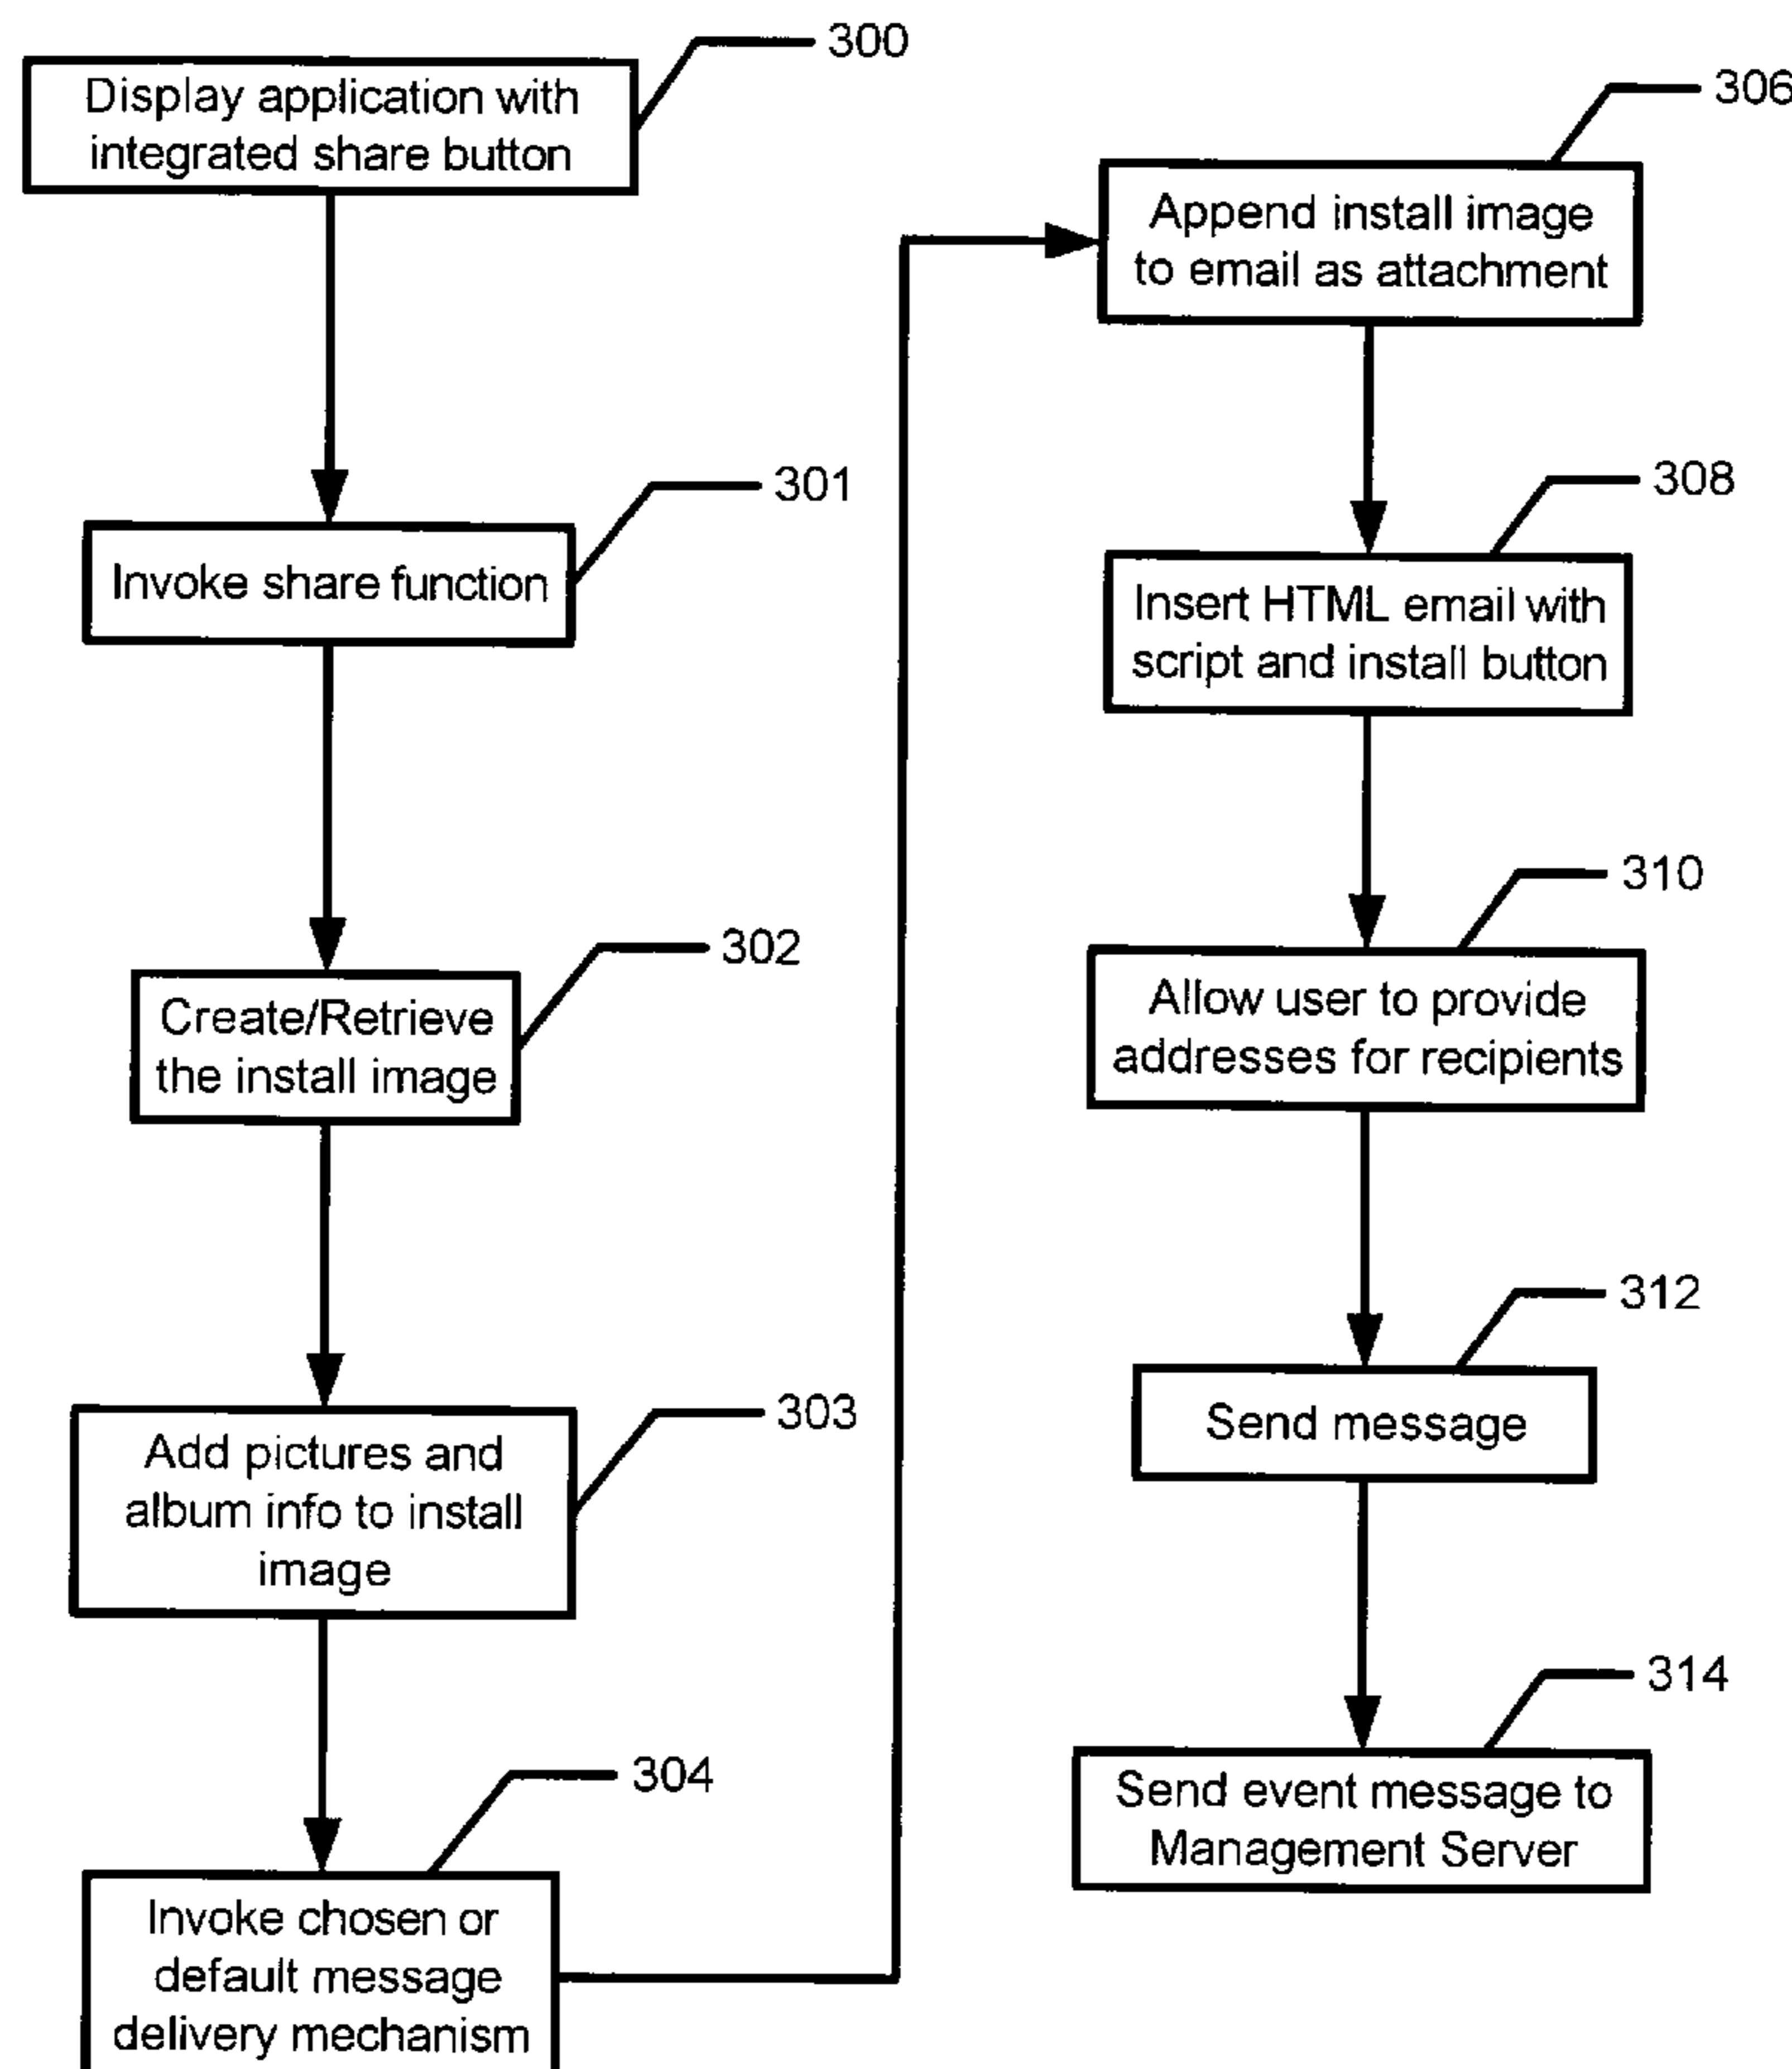 300
Display application with
integrated share button
301
Invoke share function
302
Create/Retrieve
the install image
303
Add pictures and
album info to install
image
304
Invoke chosen or
default message
delivery mechanism
306
Append install image
to email as attachment
308
Insert HTML email with
script and install button
310
Allow user to provide
addresses for recipients
312
Send message
314
Send event message to
Management Server